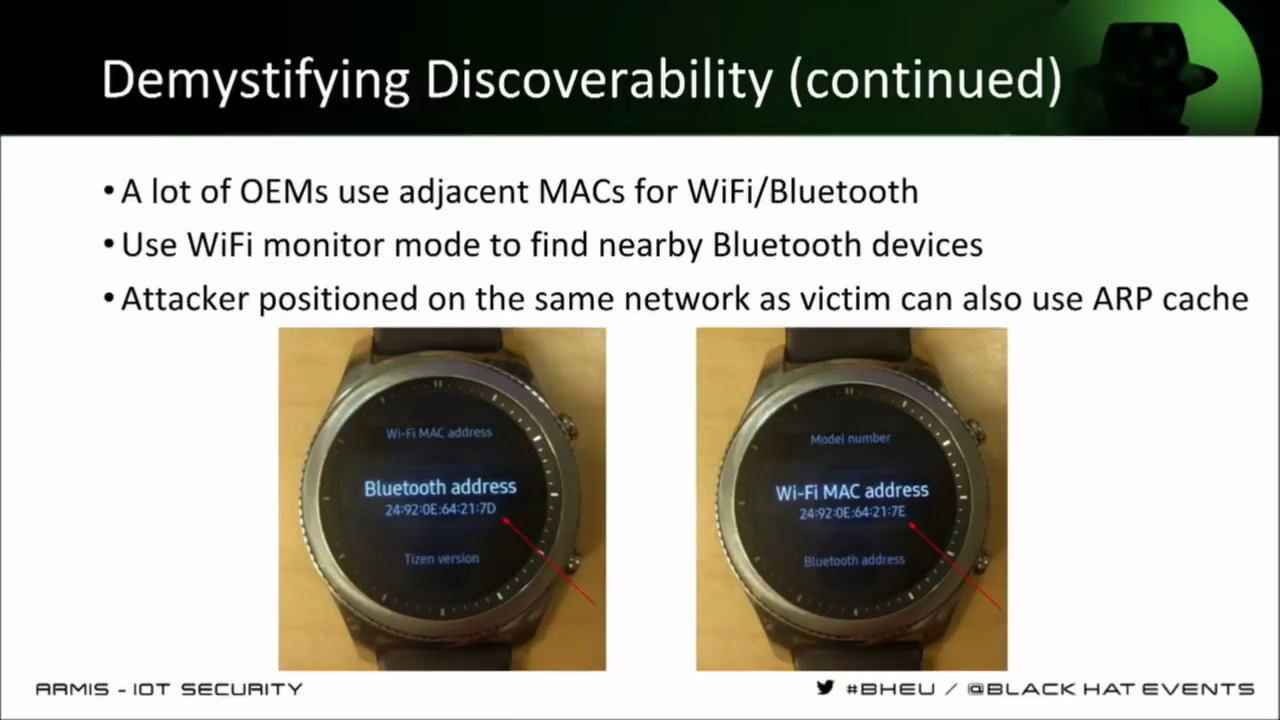 Demystifying Discoverability (continued)
• A lot of OEMs use adjacent MACs for WiFi/Bluetooth
• Use WiFi monitor mode to find nearby Bluetooth devices
• Attacker positioned on the same network as victim can also use ARP cache
Wi-Fi MAC address
Bluetooth address
24:92:0E:64:21:7D
Tizen version
Model number
Wi-Fi MAC address
24:92:0E:64:21:7E
Bluetooth address
ARMIS - IOT SECURITY
#BHEU / @BLACK HAT EVENTS